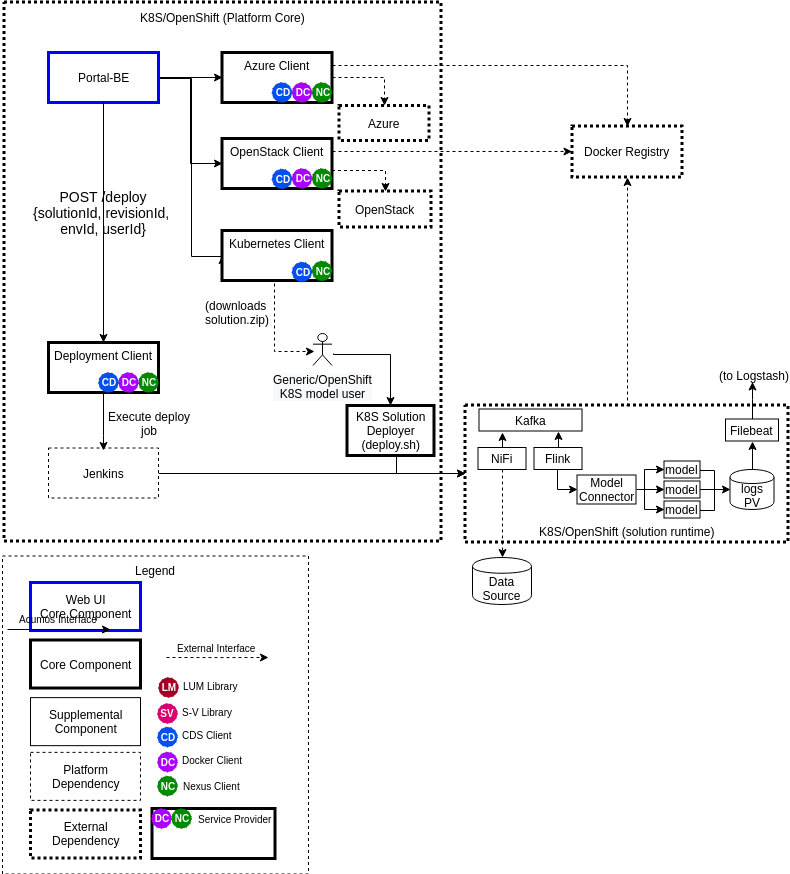 K8S/OpenShift (Platform Core)
Portal-BE
Azure Client
CD DC NC
Azure
OpenStack Client
CD DC NC
OpenStack
Docker Registry
POST /deploy
{solutionId, revisionId,
envId, userId}
Kubernetes Client
CD NC
(downloads
solution.zip)
Generic/OpenShift
K8S model user
Deployment Client
CD DC NC
Execute deploy
job
Jenkins
K8S Solution
Deployer
(deploy.sh)
(to Logstash)
Kafka
Filebeat
NiFi
Flink
Model
Connector
model
model
model
logs
PV
K8S/OpenShift (solution runtime)
Data
Source
Legend
Web UI
Core Component
Acumos Interface
Core Component
External Interface
LM LUM Library
Supplemental
Component
SV S-V Library
CD CDS Client
Platform
Dependency
DC Docker Client
NC Nexus Client
External
Dependency
DC NC Service Provider